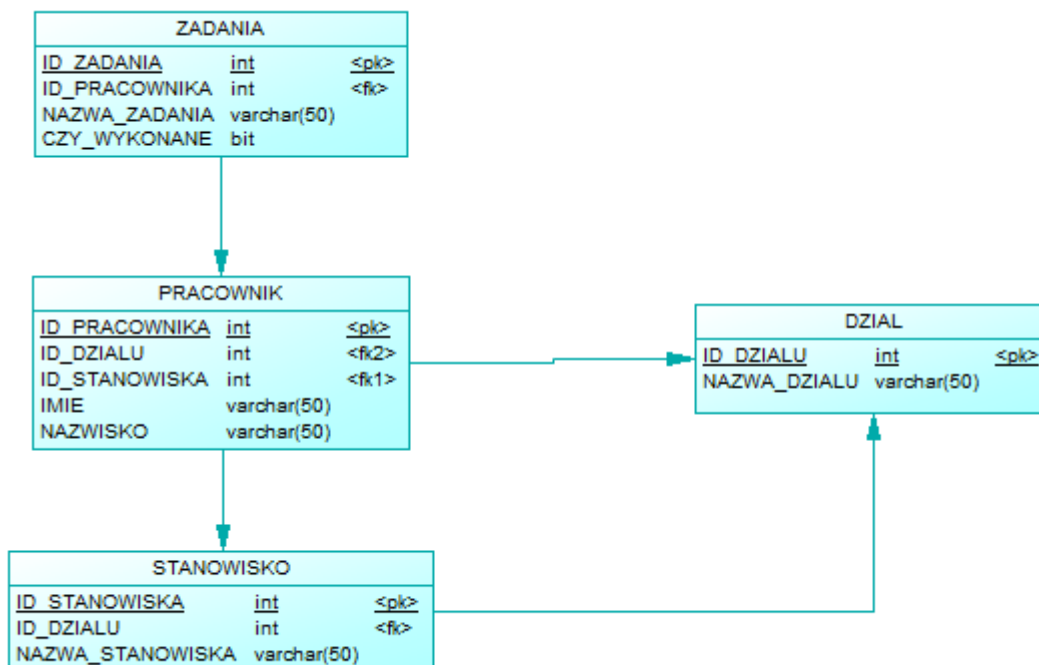 ZADANIA
ID_ZADANIA int <pk>
ID_PRACOWNIKA int <fk>
NAZWA_ZADANIA varchar(50)
CZY_WYKONANE bit
PRACOWNIK
ID_PRACOWNIKA int <pk>
ID_DZIALU int <fk2>
ID_STANOWISKA int <fk1>
IMIE varchar(50)
NAZWISKO varchar(50)
DZIAL
ID_DZIALU int <pk>
NAZWA_DZIALU varchar(50)
STANOWISKO
ID_STANOWISKA int <pk>
ID_DZIALU int <fk>
NAZWA_STANOWISKA varchar(50)